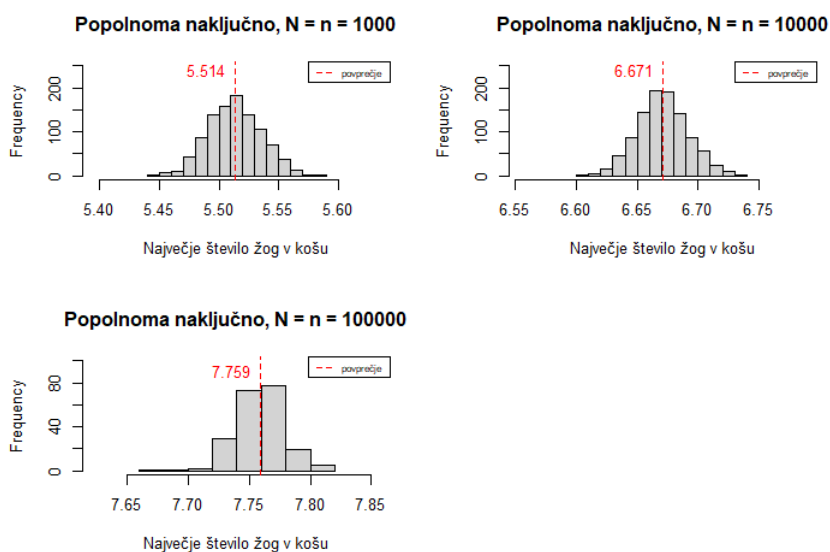 Popolnoma naključno, N = n = 1000
5.514
povprečje
Frequency
0 100 200
5.40 5.45 5.50 5.55 5.60
Največje število žog v košu
Popolnoma naključno, N = n = 10000
6.671
povprečje
Frequency
0 100 200
6.55 6.60 6.65 6.70 6.75
Največje število žog v košu
Popolnoma naključno, N = n = 100000
7.759
povprečje
Frequency
0 40 80
7.65 7.70 7.75 7.80 7.85
Največje število žog v košu